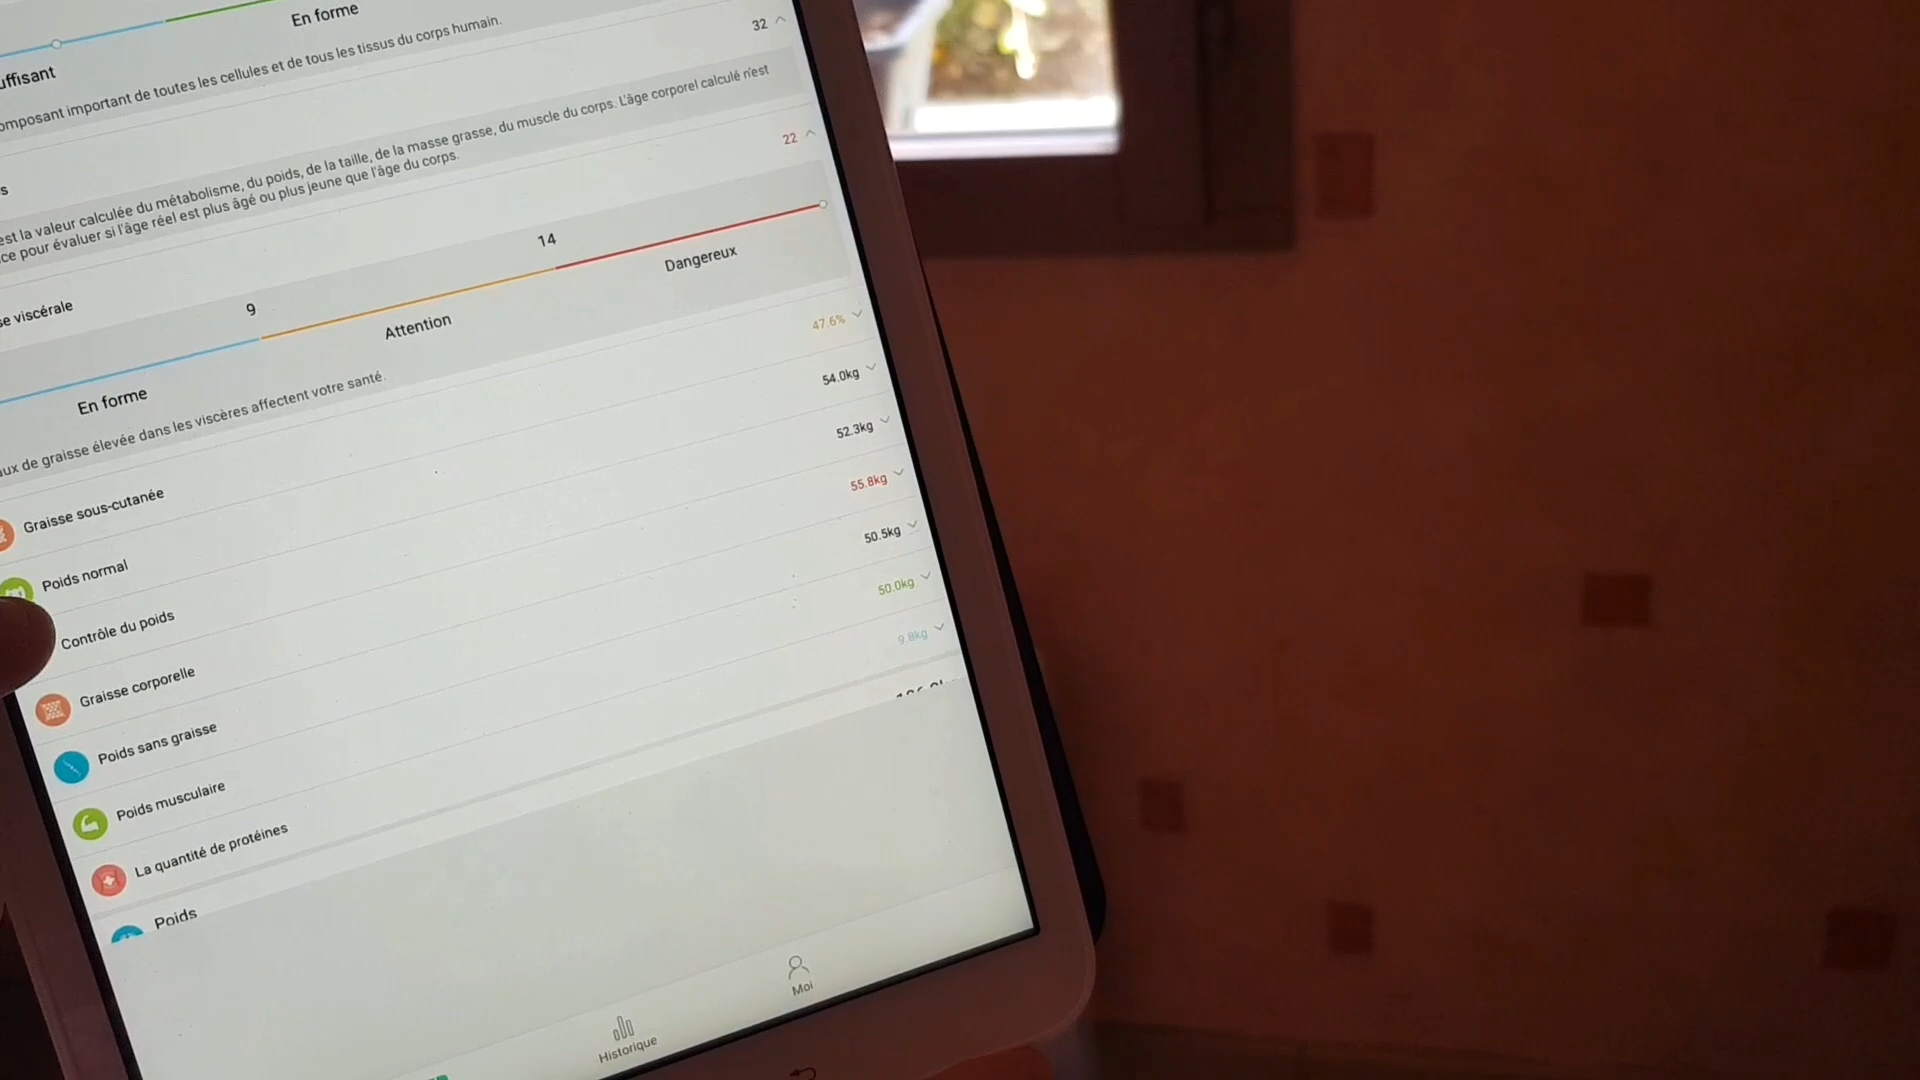 En forme
uffisant
omposant important de toutes les cellules et de tous les tissus du corps humain.
32
s
est la valeur calculée du métabolisme, du poids, de la taille, de la masse grasse, du muscle du corps. L'âge corporel calculé n'est
ce pour évaluer si l'âge réel est plus âgé ou plus jeune que l'âge du corps.
22
se viscérale
9
14
En forme
Attention
Dangereux
aux de graisse élevée dans les viscères affectent votre santé.
Graisse sous-cutanée 47.6%
Poids normal 54.0kg
Contrôle du poids 52.3kg
Graisse corporelle 55.8kg
Poids sans graisse 50.5kg
Poids musculaire 50.0kg
La quantité de protéines 9.8kg
Poids
Historique
Moi